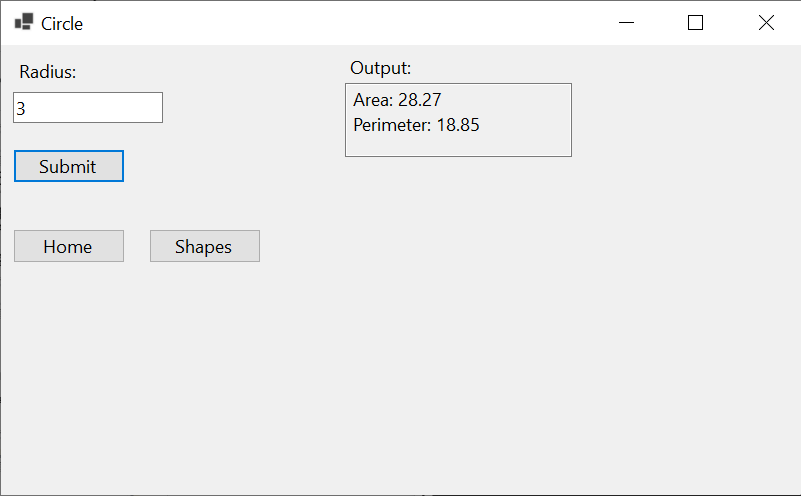 Circle
Radius:
3
Submit
Home
Shapes
Output:
Area: 28.27
Perimeter: 18.85